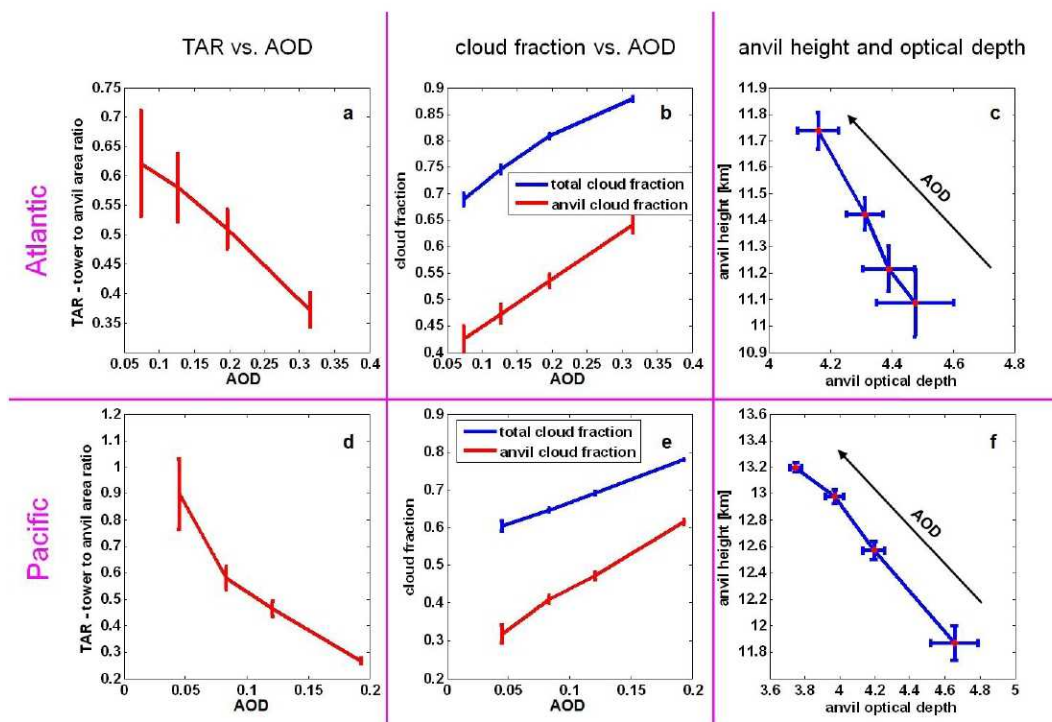 TAR vs. AOD
cloud fraction vs. AOD
anvil height and optical depth
Atlantic
TAR - tower to anvil area ratio
0.75
0.7
0.65
0.6
0.55
0.5
0.45
0.4
0.35
a
0.05 0.1 0.15 0.2 0.25 0.3 0.35 0.4
AOD
cloud fraction
0.9
0.85
0.8
0.75
0.7
0.65
0.6
0.55
0.5
0.45
0.4
b
total cloud fraction
anvil cloud fraction
0.05 0.1 0.15 0.2 0.25 0.3 0.35 0.4
AOD
anvil height [km]
11.9
11.8
11.7
11.6
11.5
11.4
11.3
11.2
11.1
11
10.9
c
AOD
4 4.2 4.4 4.6 4.8
anvil optical depth
Pacific
TAR - tower to anvil area ratio
1.2
1.1
1
0.9
0.8
0.7
0.6
0.5
0.4
0.3
0.2
d
0 0.05 0.1 0.15 0.2
AOD
cloud fraction
0.9
0.8
0.7
0.6
0.5
0.4
0.3
0.2
total cloud fraction
anvil cloud fraction
e
0 0.05 0.1 0.15 0.2
AOD
anvil height [km]
13.6
13.4
13.2
13
12.8
12.6
12.4
12.2
12
11.8
f
AOD
3.6 3.8 4 4.2 4.4 4.6 4.8 5
anvil optical depth